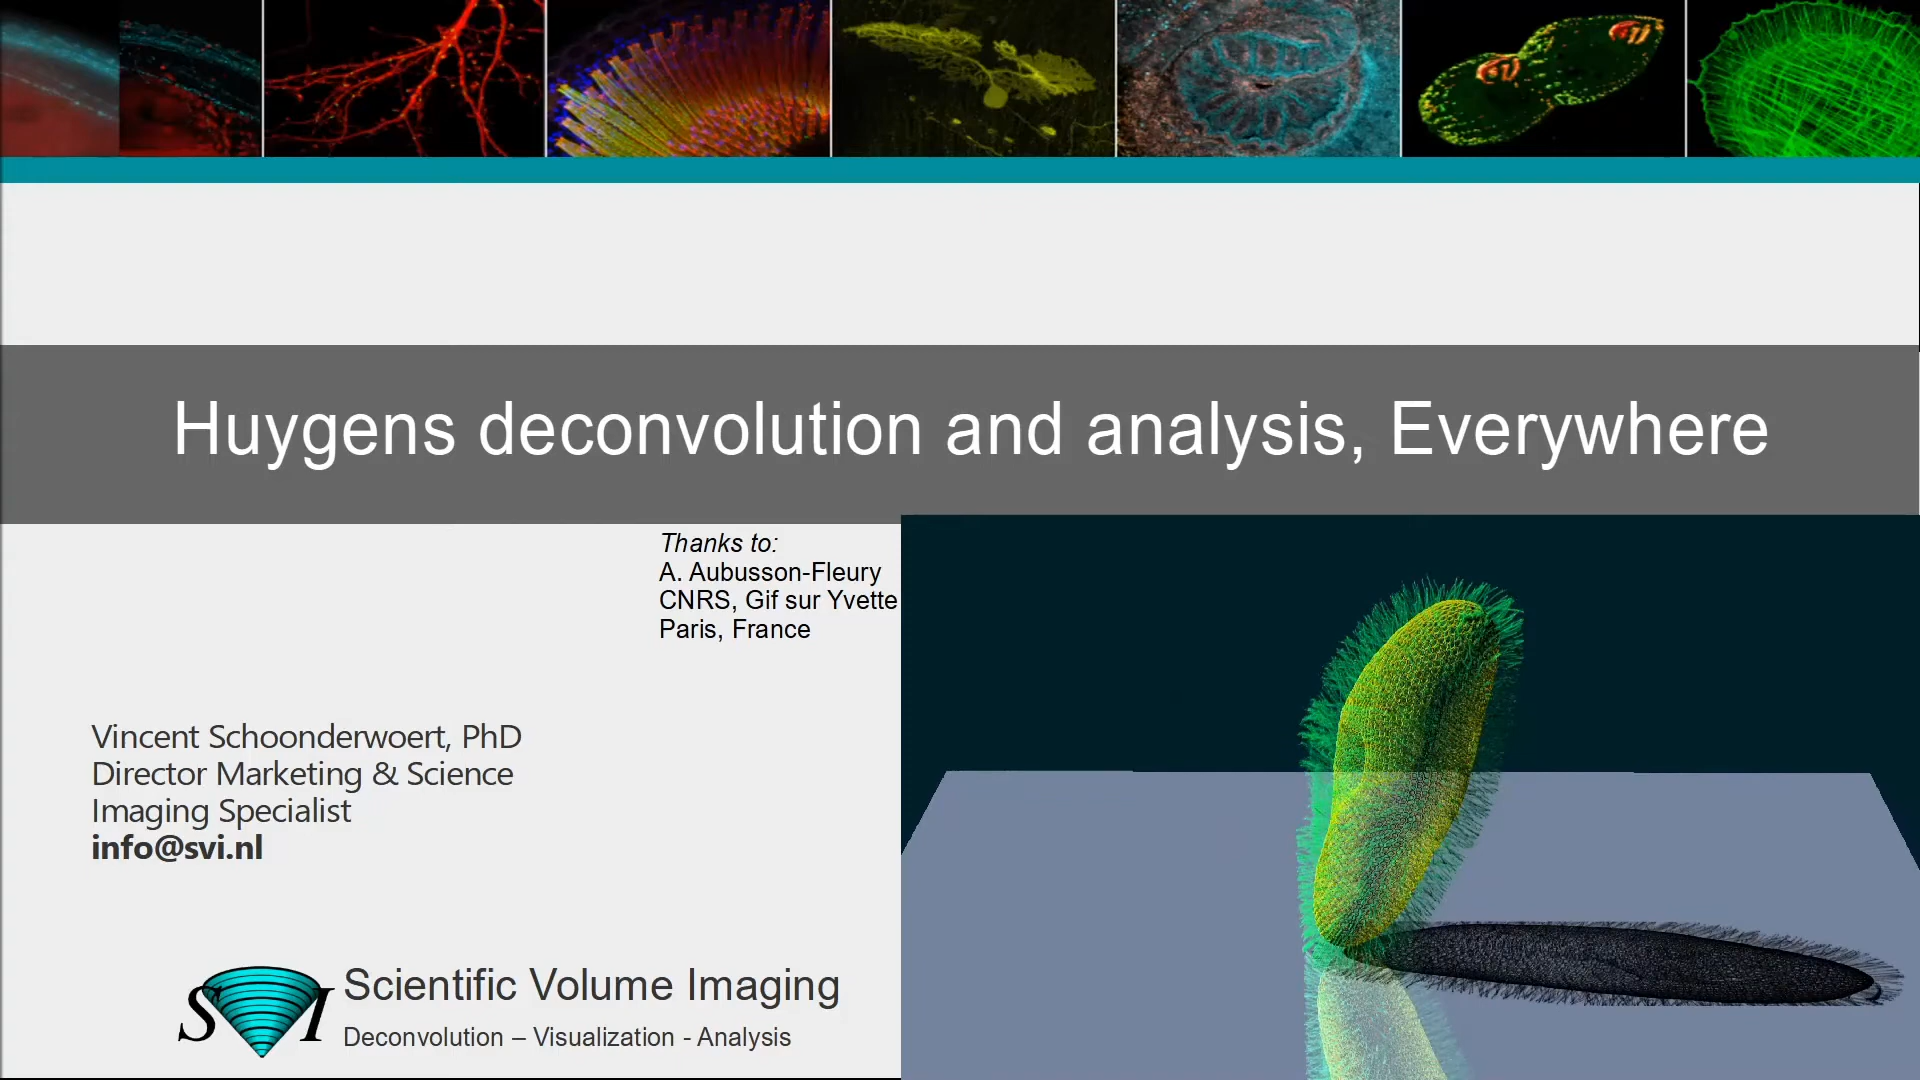 Huygens deconvolution and analysis, Everywhere
Thanks to:
A. Aubusson-Fleury
CNRS, Gif sur Yvette
Paris, France
Vincent Schoonderwoert, PhD
Director Marketing & Science
Imaging Specialist
info@svi.nl
SVI
Scientific Volume Imaging
Deconvolution – Visualization - Analysis